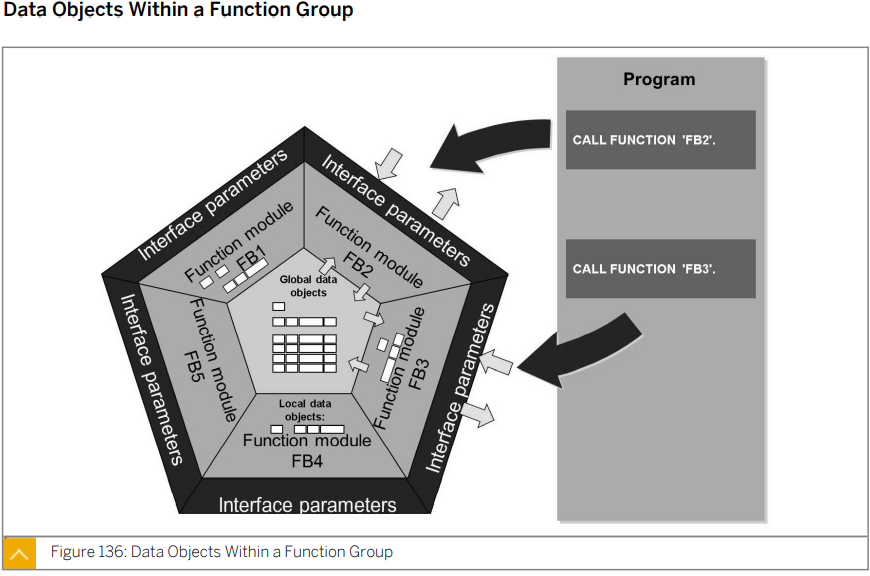 Data Objects Within a Function Group
Program
CALL FUNCTION 'FB2'.
CALL FUNCTION 'FB3'.
Interface parameters
Function module
FB1
Interface parameters
Function module
FB2
Global data
objects
Interface parameters
Function module
FB5
Interface parameters
Function module
FB3
Local data
objects:
Function module
FB4
Interface parameters
Figure 136: Data Objects Within a Function Group